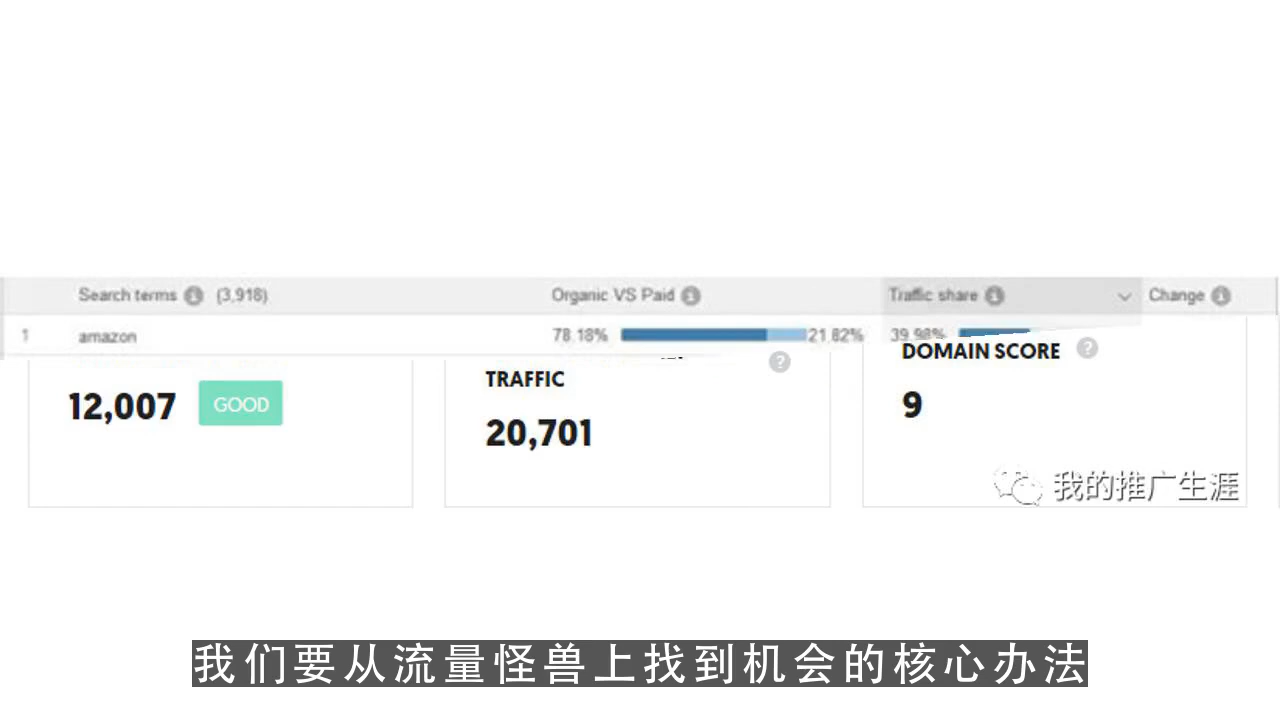 Search terms (3,918) Organic VS Paid Traffic share Change
1 amazon 78.18% 21.82% 39.98%
DOMAIN SCORE ?
TRAFFIC ?
12,007 GOOD 20,701 9
我的推广生涯
我们要从流量怪兽上找到机会的核心办法